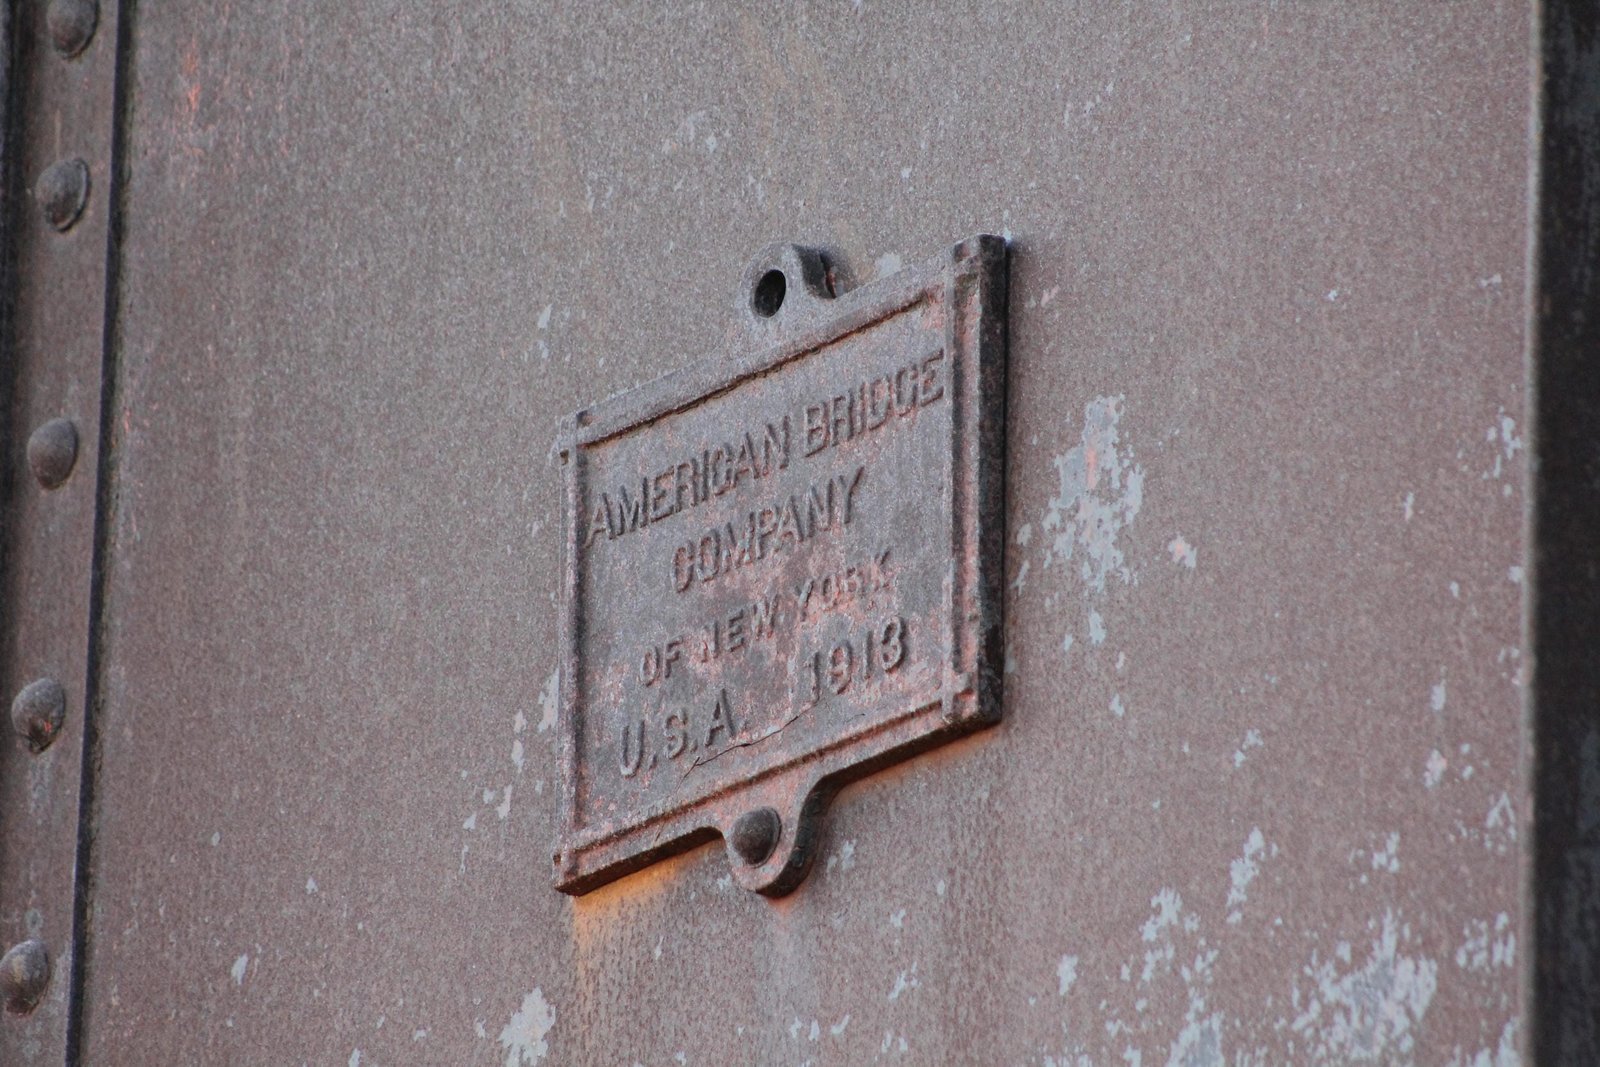 AMERICAN BRIDGE
COMPANY
OF NEW YORK
U.S.A. 1913